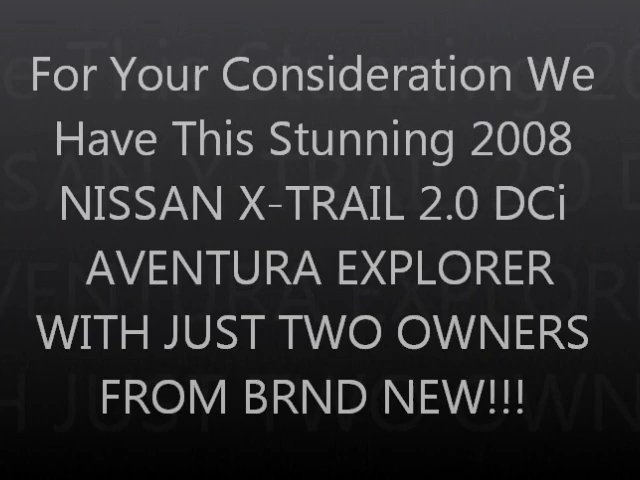 For Your Consideration We
Have This Stunning 2008
NISSAN X-TRAIL 2.0 DCi
AVENTURA EXPLORER
WITH JUST TWO OWNERS
FROM BRND NEW!!!